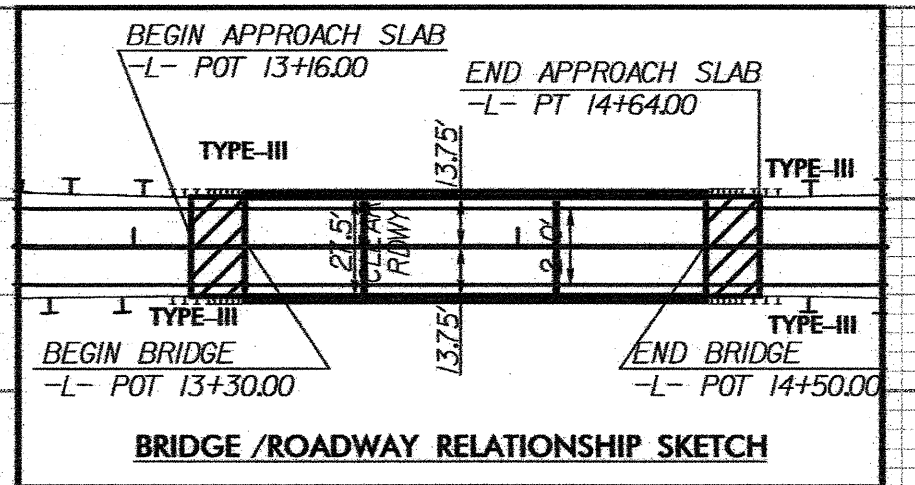 BEGIN APPROACH SLAB
-L- POT 13+16.00
END APPROACH SLAB
-L- PT 14+64.00
TYPE-III
TYPE-III
13.75'
27.5'
CLEAR
RDWY
13.75'
TYPE-III
TYPE-III
BEGIN BRIDGE
-L- POT 13+30.00
END BRIDGE
-L- POT 14+50.00
BRIDGE /ROADWAY RELATIONSHIP SKETCH